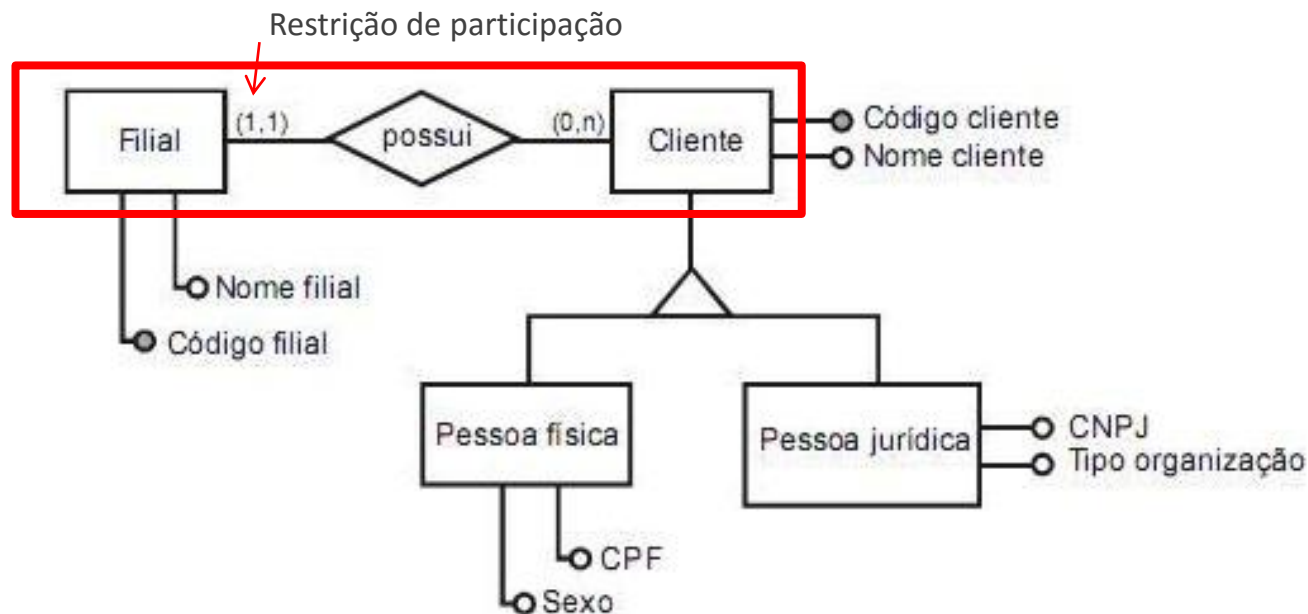 Restrição de participação
Filial
(1,1)
possui
(0,n)
Cliente
Código cliente
Nome cliente
Nome filial
Código filial
Pessoa física
Pessoa jurídica
CNPJ
Tipo organização
CPF
Sexo